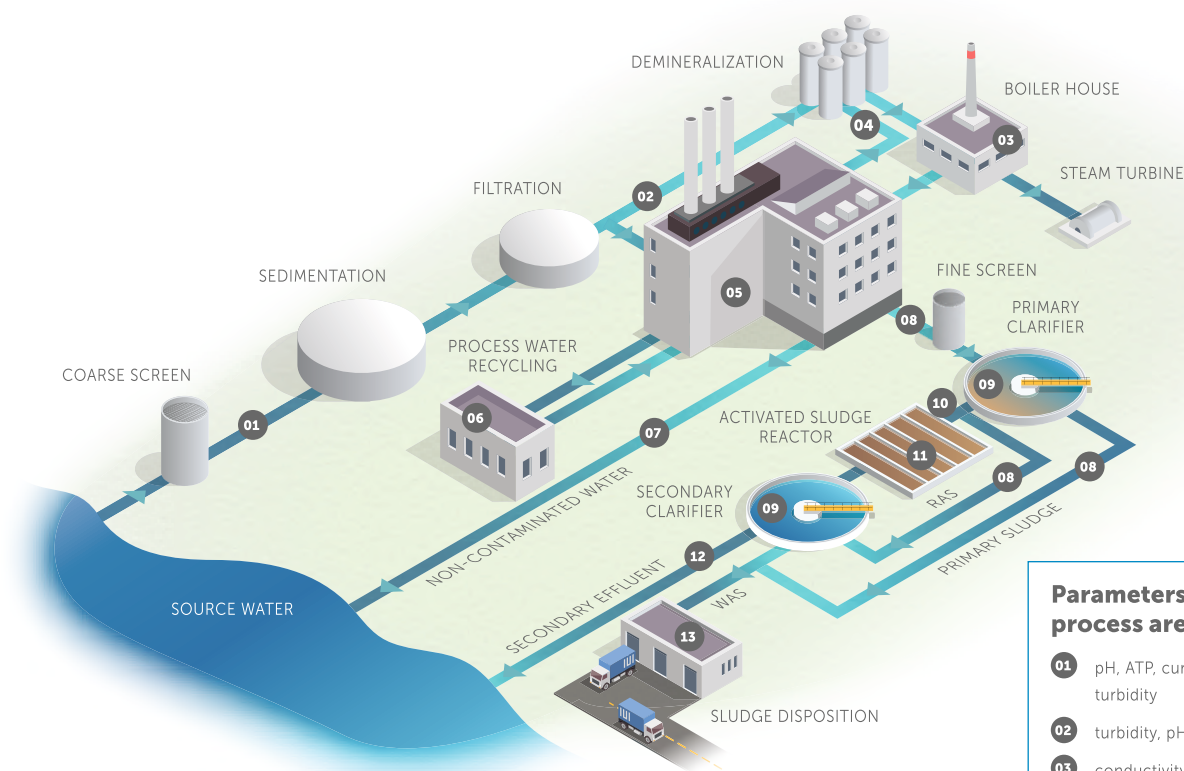 DEMINERALIZATION
BOILER HOUSE
04
03
STEAM TURBINE
FILTRATION
02
SEDIMENTATION
FINE SCREEN
05
PRIMARY
CLARIFIER
08
PROCESS WATER
RECYCLING
COARSE SCREEN
09
10
ACTIVATED SLUDGE
REACTOR
06
01
07
11
08
08
SECONDARY
CLARIFIER
RAS
09
NON-CONTAMINATED WATER
PRIMARY SLUDGE
12
SECONDARY EFFLUENT
WAS
SOURCE WATER
13
SLUDGE DISPOSITION
Parameters
process are
01 pH, ATP, cur
turbidity
02 turbidity, pH
03 conductivity